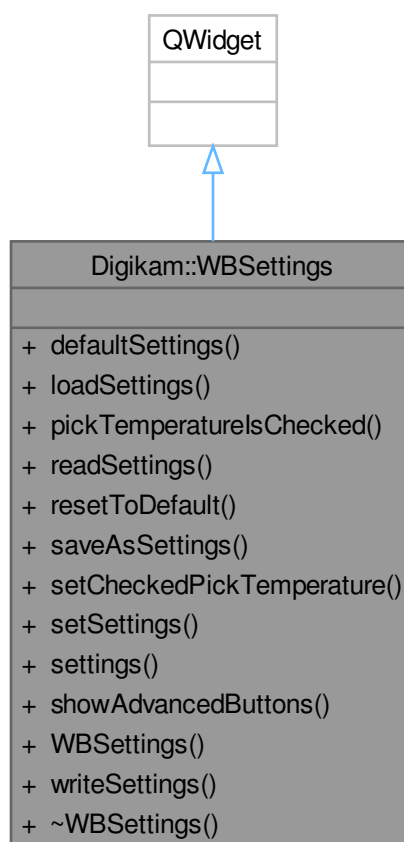 QWidget
Digikam::WBSettings
+ defaultSettings()
+ loadSettings()
+ pickTemperatureIsChecked()
+ readSettings()
+ resetToDefault()
+ saveAsSettings()
+ setCheckedPickTemperature()
+ setSettings()
+ settings()
+ showAdvancedButtons()
+ WBSettings()
+ writeSettings()
+ ~WBSettings()